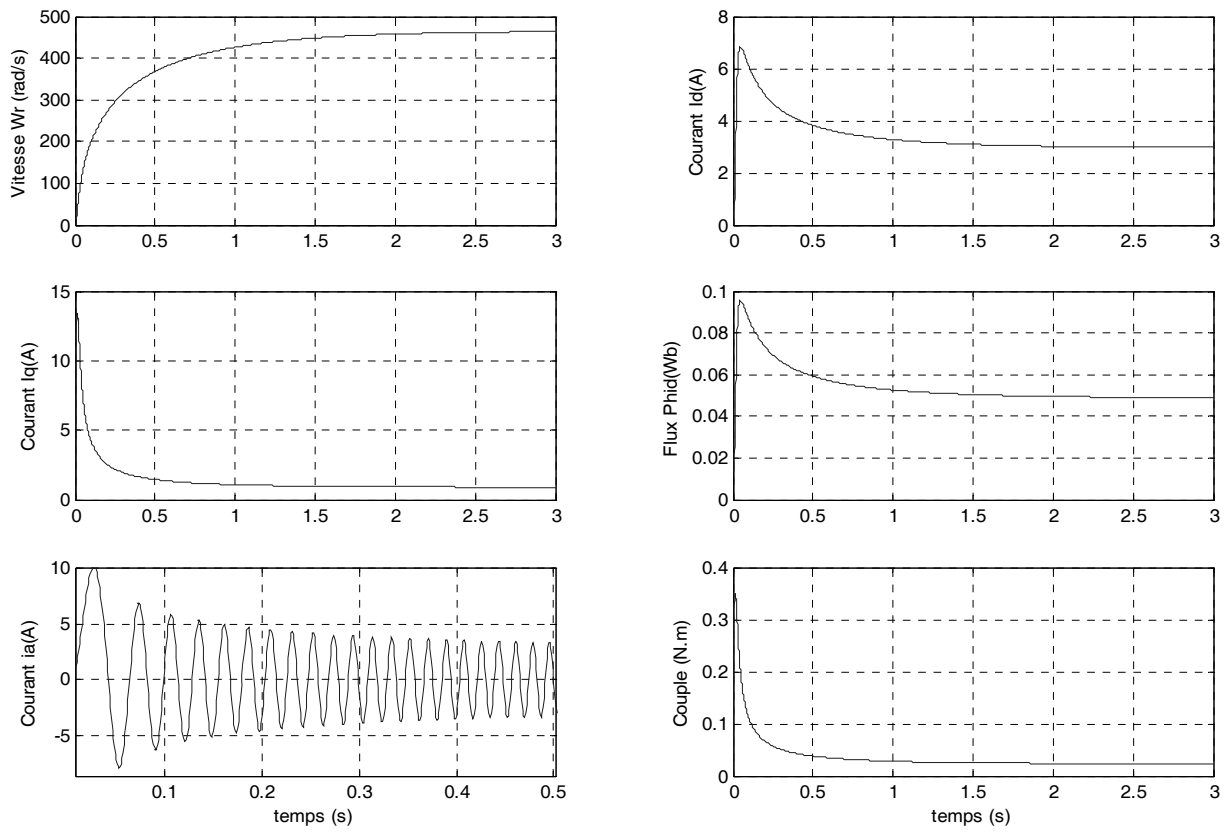 500
400
300
200
100
0
Vitesse Wr (rad/s)
0 0.5 1 1.5 2 2.5 3
8
6
4
2
0
Courant Id(A)
0 0.5 1 1.5 2 2.5 3
15
10
5
0
Courant Iq(A)
0 0.5 1 1.5 2 2.5 3
0.1
0.08
0.06
0.04
0.02
0
Flux Phid(Wb)
0 0.5 1 1.5 2 2.5 3
10
5
0
-5
Courant ia(A)
0.1 0.2 0.3 0.4 0.5
temps (s)
0.4
0.3
0.2
0.1
0
Couple (N.m)
0 0.5 1 1.5 2 2.5 3
temps (s)